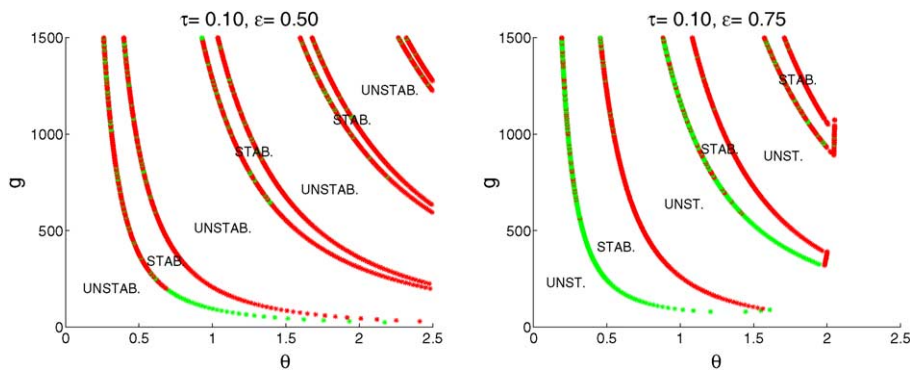 τ= 0.10, ε= 0.50
1500
1000
500
0
g
UNSTAB.
STAB.
STAB.
UNSTAB.
UNSTAB.
STAB.
UNSTAB.
0 0.5 1 1.5 2 2.5
θ
τ= 0.10, ε= 0.75
1500
1000
500
0
g
STAB.
STAB.
UNST.
UNST.
STAB.
UNST.
0 0.5 1 1.5 2 2.5
θ